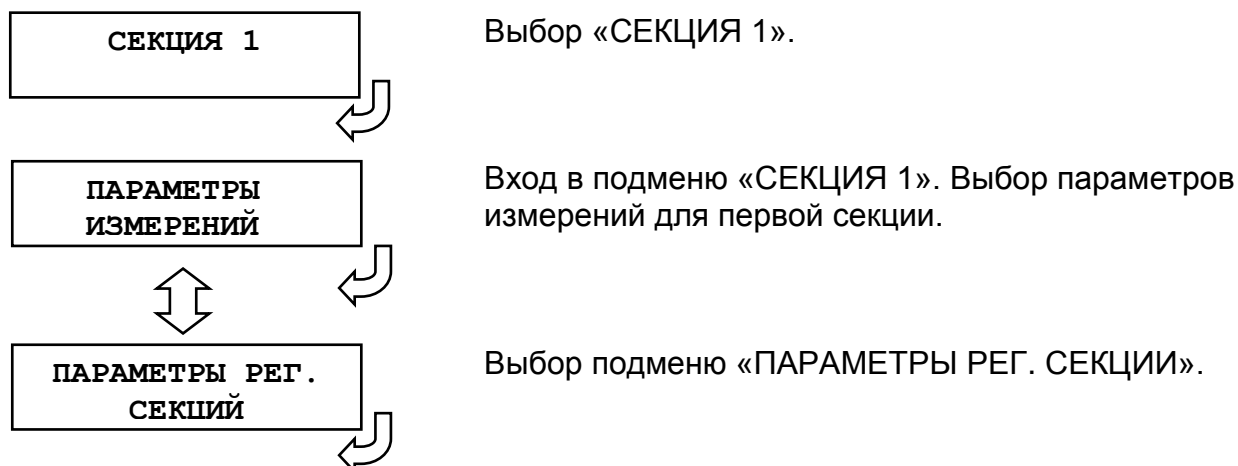 СЕКЦИЯ 1
Выбор «СЕКЦИЯ 1».
ПАРАМЕТРЫ
ИЗМЕРЕНИЙ
Вход в подменю «СЕКЦИЯ 1». Выбор параметров
измерений для первой секции.
ПАРАМЕТРЫ РЕГ.
СЕКЦИЙ
Выбор подменю «ПАРАМЕТРЫ РЕГ. СЕКЦИИ».